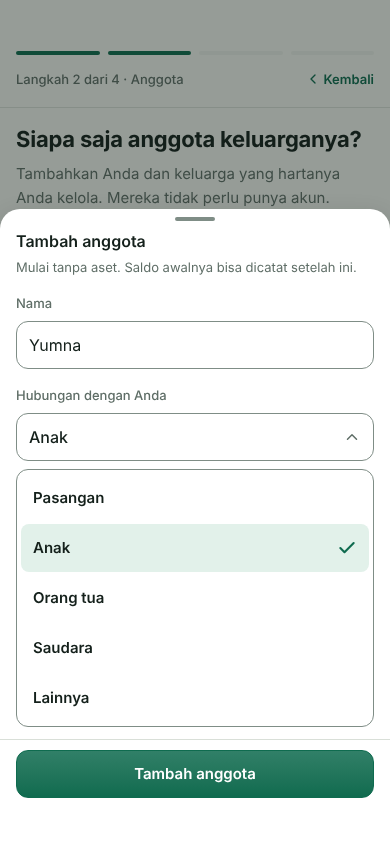 Langkah 2 dari 4 · Anggota
Kembali
Siapa saja anggota keluarganya?
Tambahkan Anda dan keluarga yang hartanya
Anda kelola. Mereka tidak perlu punya akun.
Tambah anggota
Mulai tanpa aset. Saldo awalnya bisa dicatat setelah ini.
Nama
Yumna
Hubungan dengan Anda
Anak
Pasangan
Anak
Orang tua
Saudara
Lainnya
Tambah anggota